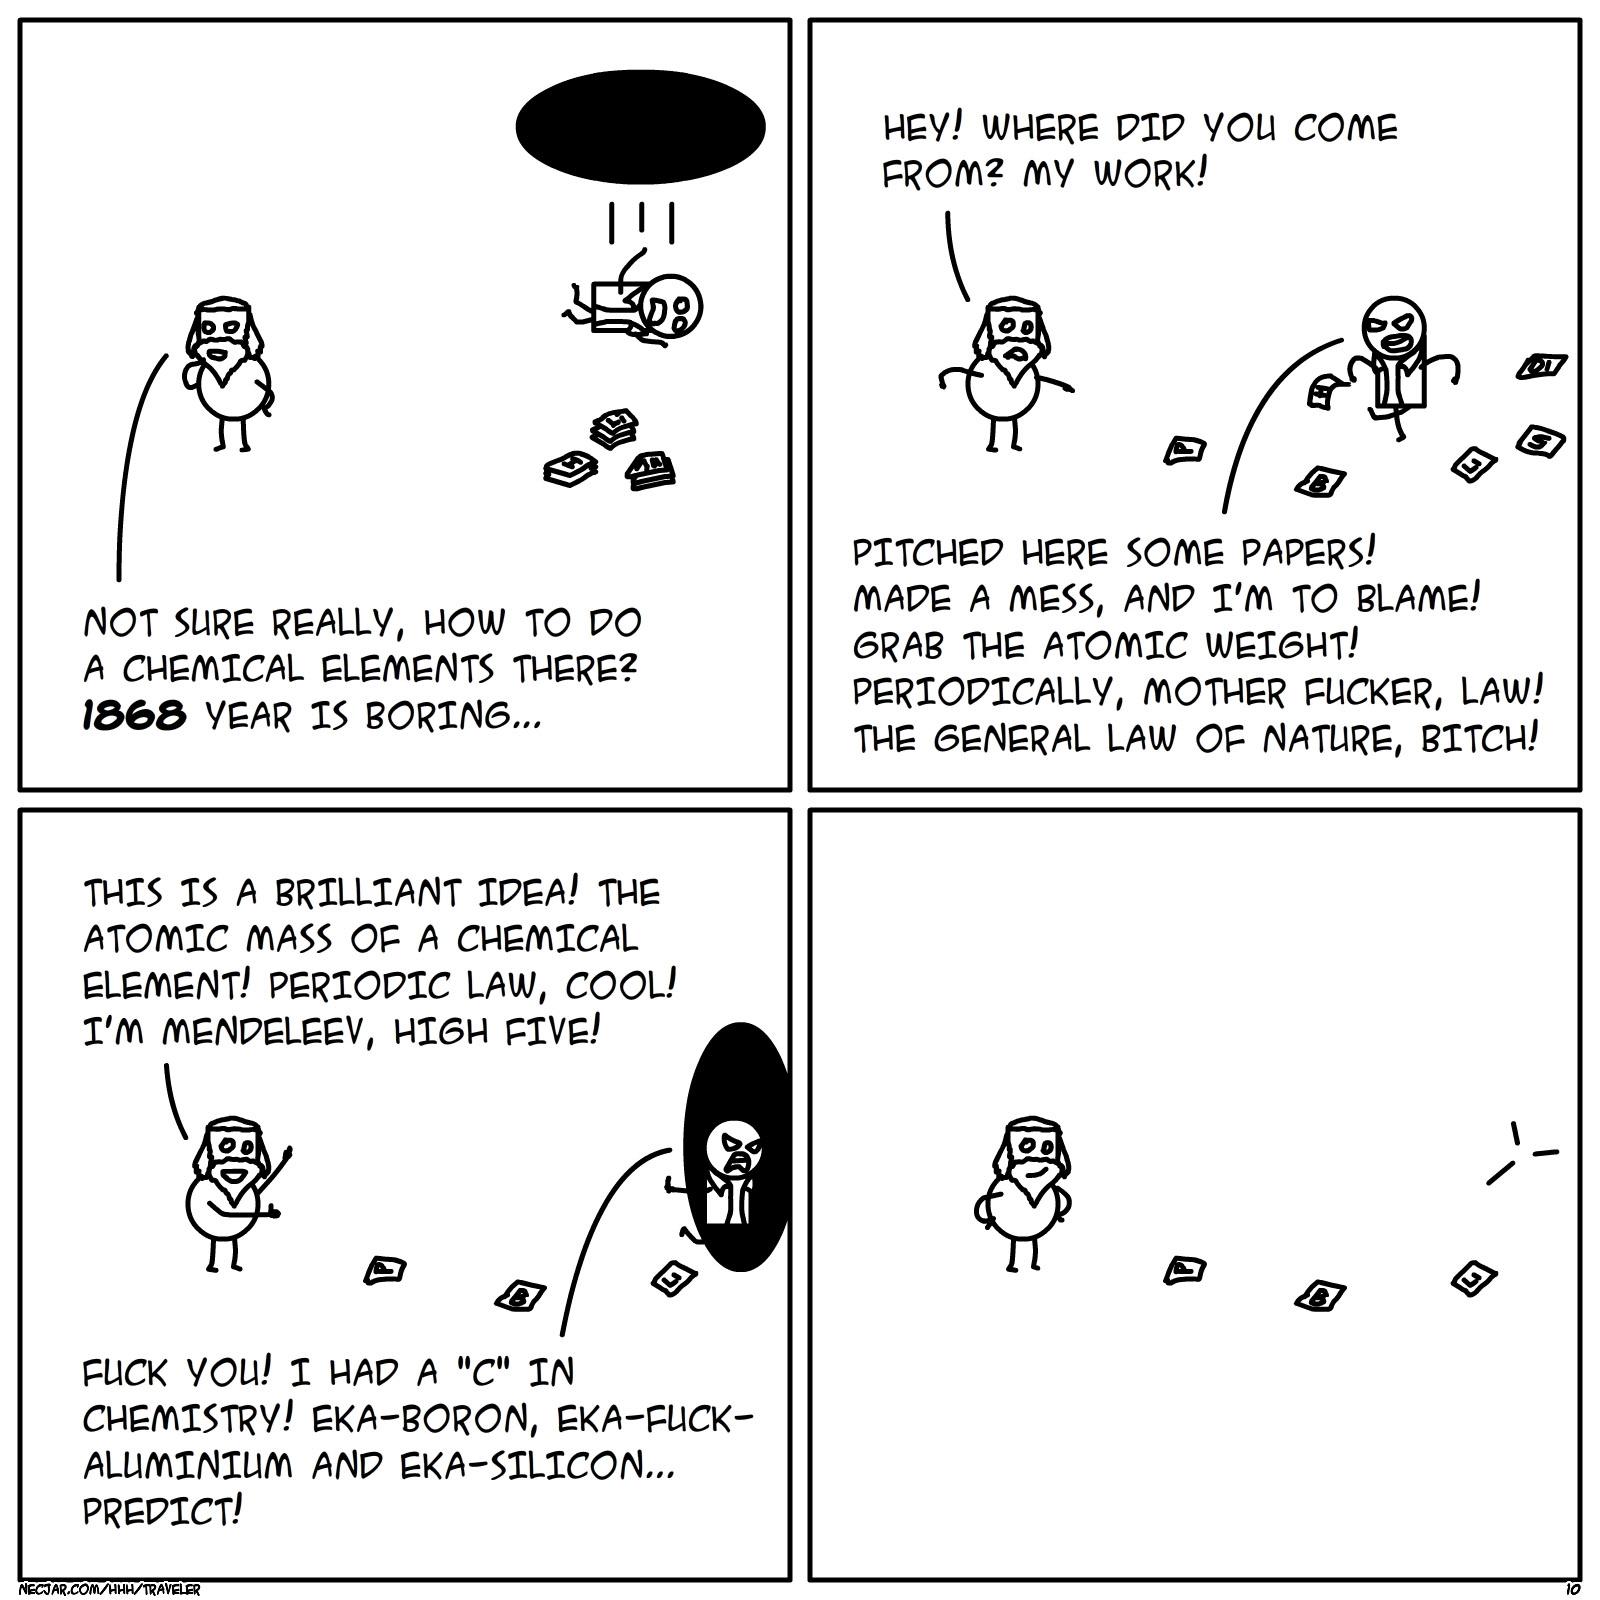 NOT SURE REALLY, HOW TO DO
A CHEMICAL ELEMENTS THERE?
1868 YEAR IS BORING...
HEY! WHERE DID YOU COME
FROM? MY WORK!
P
B
S
PITCHED HERE SOME PAPERS!
MADE A MESS, AND I'M TO BLAME!
GRAB THE ATOMIC WEIGHT!
PERIODICALLY, MOTHER FUCKER, LAW!
THE GENERAL LAW OF NATURE, BITCH!
THIS IS A BRILLIANT IDEA! THE
ATOMIC MASS OF A CHEMICAL
ELEMENT! PERIODIC LAW, COOL!
I'M MENDELEEV, HIGH FIVE!
P
B
FUCK YOU! I HAD A "C" IN
CHEMISTRY! EKA-BORON, EKA-FUCK-
ALUMINIUM AND EKA-SILICON...
PREDICT!
P
B
NECJAR.COM/HHH/TRAVELER
10